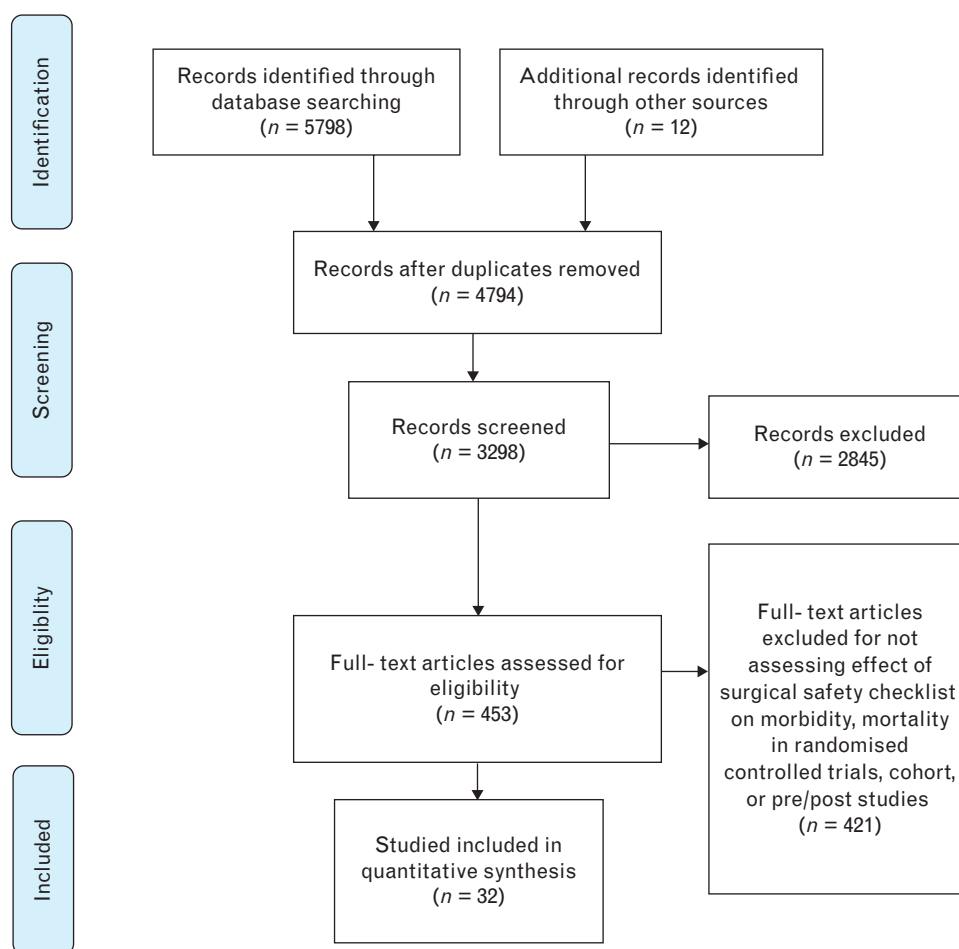 Identification
Records identified through
database searching
(n = 5798)
Additional records identified
through other sources
(n = 12)
Records after duplicates removed
(n = 4794)
Screening
Records screened
(n = 3298)
Records excluded
(n = 2845)
Eligiblity
Full- text articles assessed for
eligibility
(n = 453)
Full- text articles
excluded for not
assessing effect of
surgical safety checklist
on morbidity, mortality
in randomised
controlled trials, cohort,
or pre/post studies
(n = 421)
Included
Studied included in
quantitative synthesis
(n = 32)